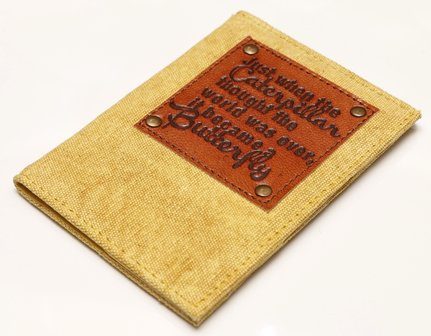 Just when the
Caterpillar
thought the
world was over,
it became
Butterfly